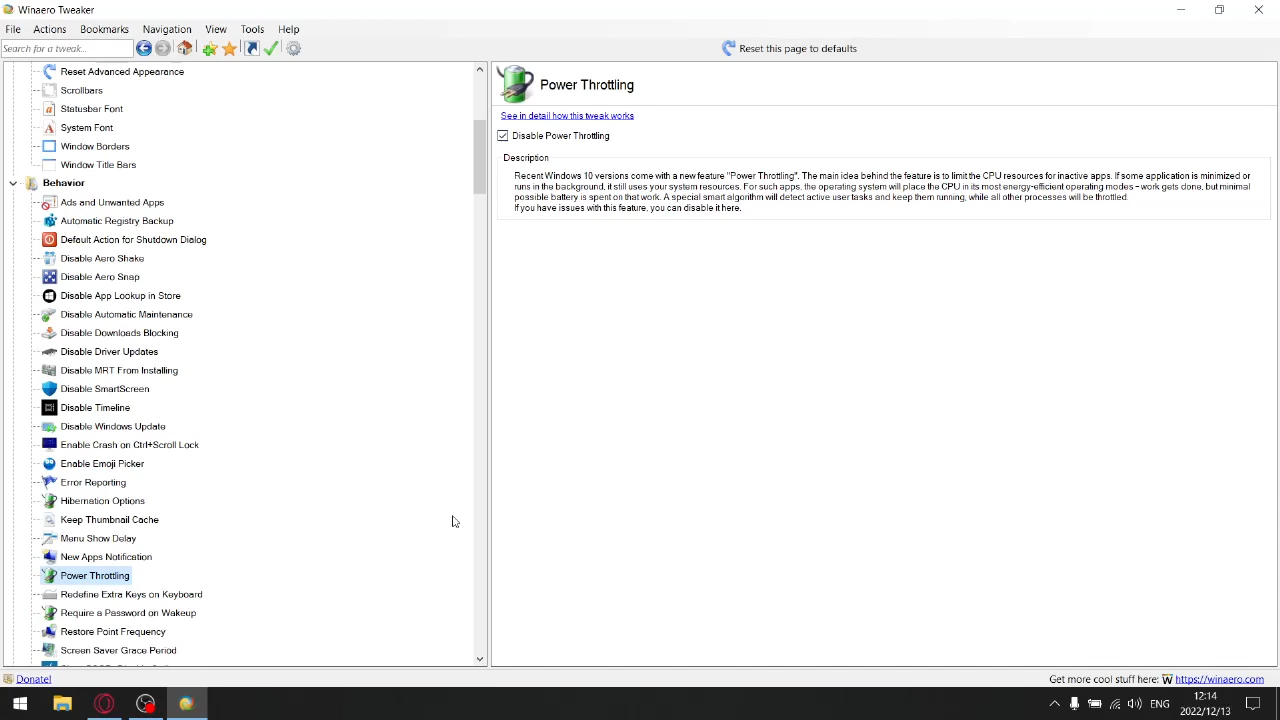 Winaero Tweaker
File Actions Bookmarks Navigation View Tools Help
Search for a tweak...
Reset this page to defaults
Reset Advanced Appearance
Scrollbars
Statusbar Font
System Font
Window Borders
Window Title Bars
Behavior
Ads and Unwanted Apps
Automatic Registry Backup
Default Action for Shutdown Dialog
Disable Aero Shake
Disable Aero Snap
Disable App Lookup in Store
Disable Automatic Maintenance
Disable Downloads Blocking
Disable Driver Updates
Disable MRT From Installing
Disable SmartScreen
Disable Timeline
Disable Windows Update
Enable Crash on Ctrl+Scroll Lock
Enable Emoji Picker
Error Reporting
Hibernation Options
Keep Thumbnail Cache
Menu Show Delay
New Apps Notification
Power Throttling
Redefine Extra Keys on Keyboard
Require a Password on Wakeup
Restore Point Frequency
Screen Saver Grace Period
Power Throttling
See in detail how this tweak works
Disable Power Throttling
Description
Recent Windows 10 versions come with a new feature "Power Throttling". The main idea behind the feature is to limit the CPU resources for inactive apps. If some application is minimized or
runs in the background, it still uses your system resources. For such apps, the operating system will place the CPU in its most energy-efficient operating modes – work gets done, but minimal
possible battery is spent on that work. A special smart algorithm will detect active user tasks and keep them running, while all other processes will be throttled.
If you have issues with this feature, you can disable it here.
Donate!
Get more cool stuff here: W https://winaero.com
ENG
12:14
2022/12/13